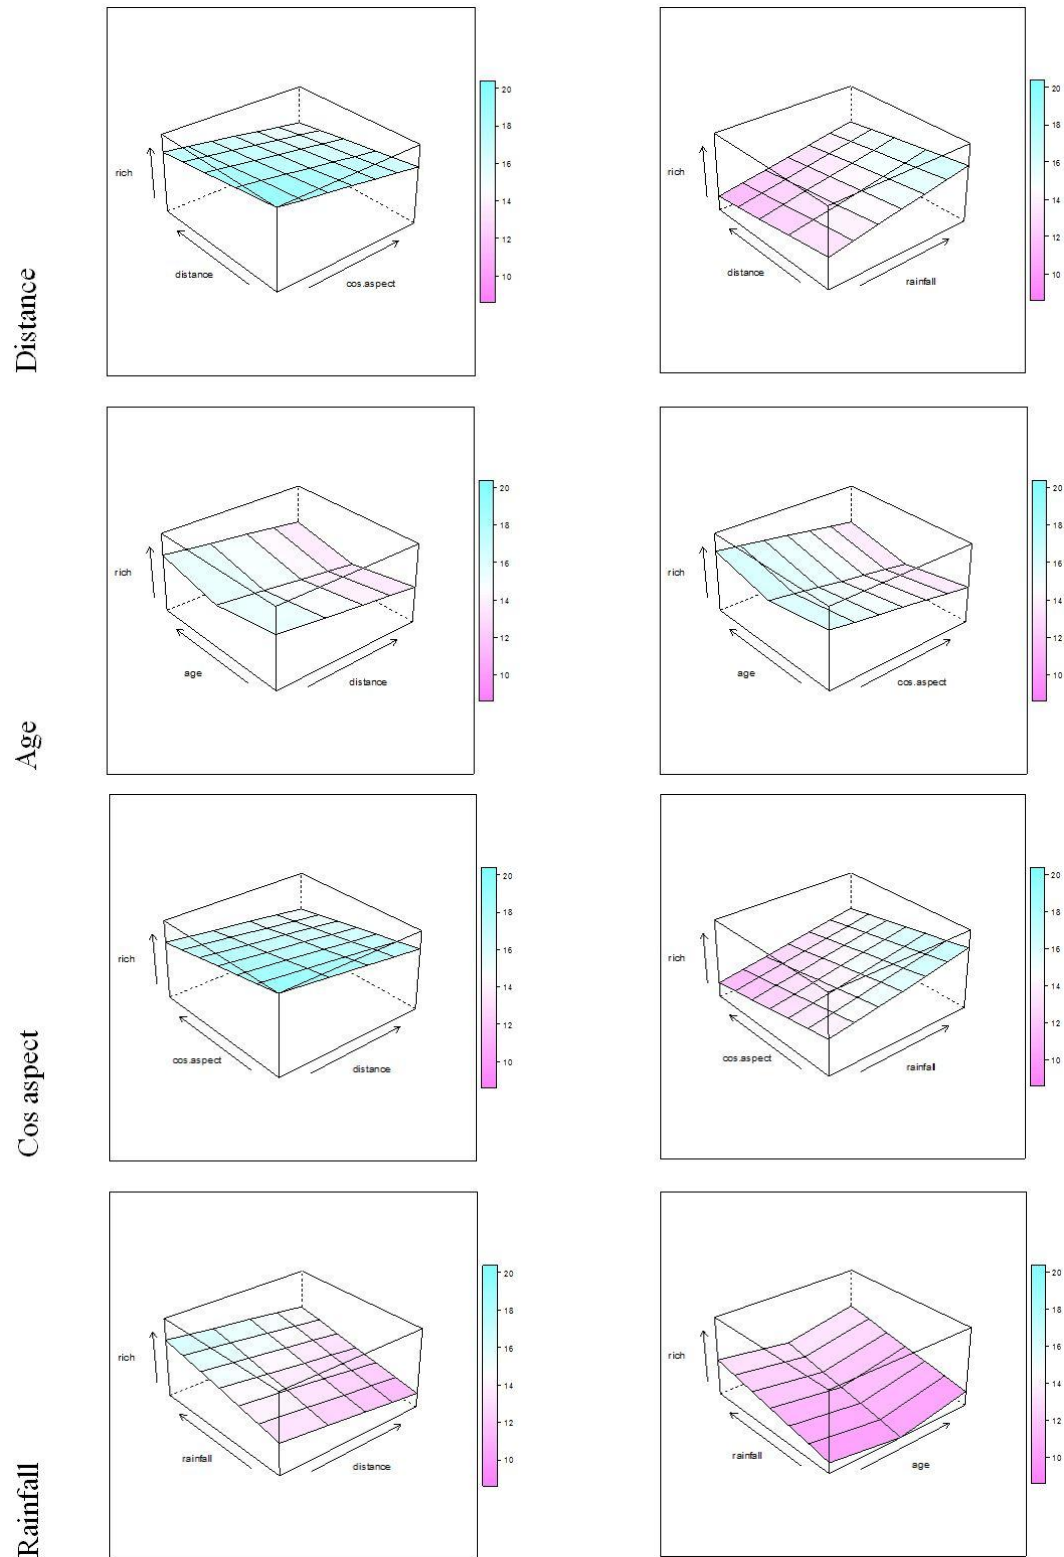 Distance
rich
distance
cos.aspect
20
18
16
14
12
10
rich
distance
rainfall
20
18
16
14
12
10
Age
rich
age
distance
20
18
16
14
12
10
rich
age
cos.aspect
20
18
16
14
12
10
Cos aspect
rich
cos.aspect
distance
20
18
16
14
12
10
rich
cos.aspect
rainfall
20
18
16
14
12
10
Rainfall
rich
rainfall
distance
20
18
16
14
12
10
rich
rainfall
age
20
18
16
14
12
10